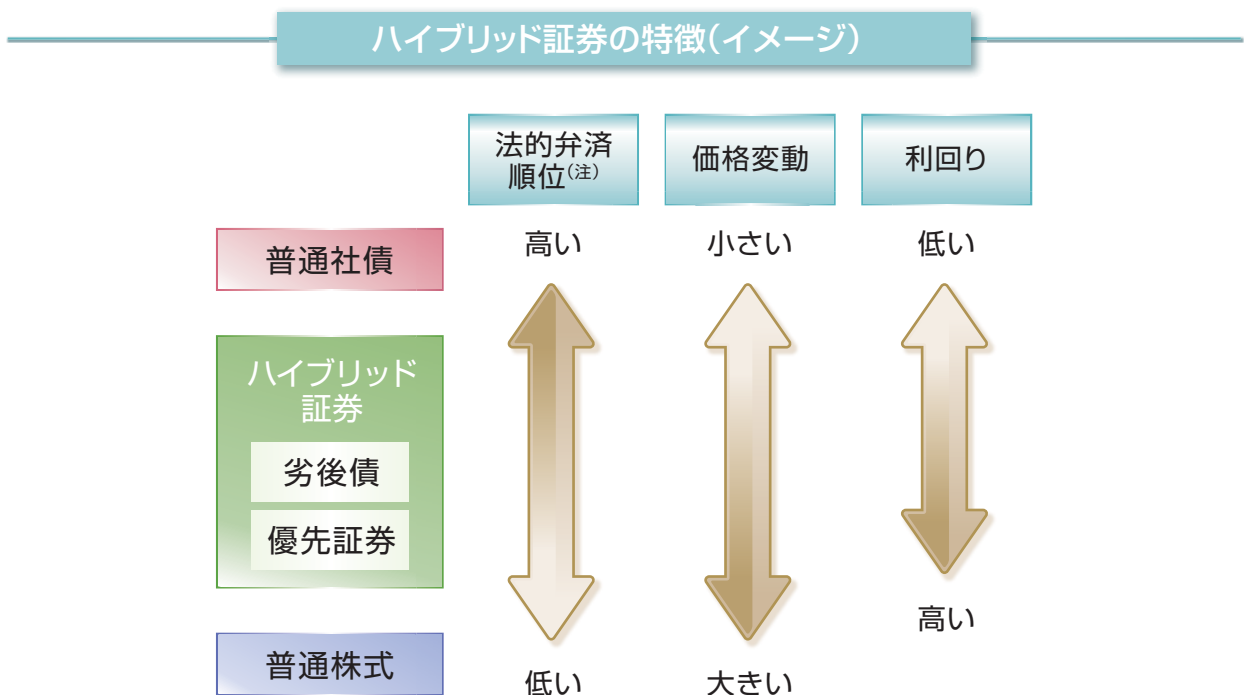 ハイブリッド証券の特徴(イメージ)
法的弁済
順位(注)
価格変動
利回り
普通社債
高い
小さい
低い
ハイブリッド
証券
劣後債
優先証券
高い
普通株式
低い
大きい